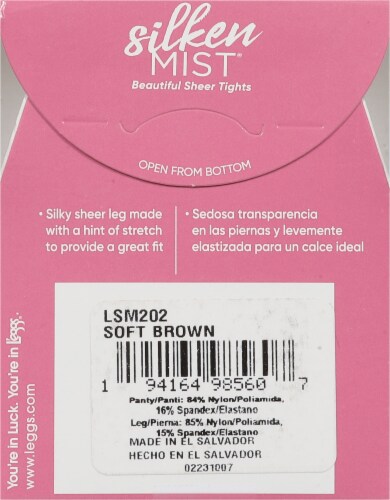 silken
MIST®
Beautiful Sheer Tights
OPEN FROM BOTTOM
• Silky sheer leg made
with a hint of stretch
to provide a great fit
• Sedosa transparencia
en las piernas y levemente
elastizada para un calce ideal
You're in Luck. You're in Leggs.
www.leggs.com
LSM202
SOFT BROWN
1 94164 98560 7
Panty/Panti: 84% Nylon/Poliamida,
16% Spandex/Elastano
Leg/Pierna: 85% Nylon/Poliamida,
15% Spandex/Elastano
MADE IN EL SALVADOR
HECHO EN EL SALVADOR
02231007